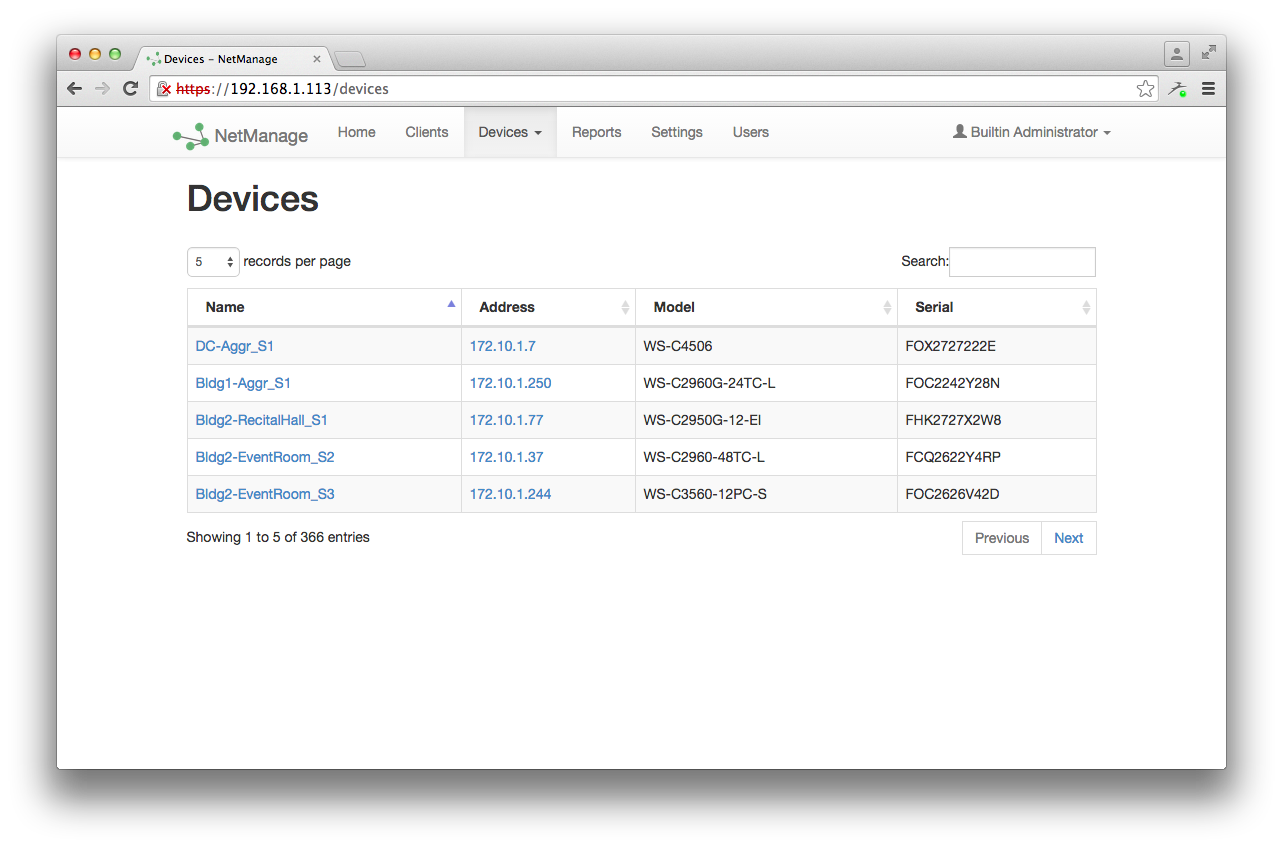 Devices – NetManage
https://192.168.1.113/devices
NetManage Home Clients Devices Reports Settings Users Builtin Administrator
Devices
5 records per page Search:
Name Address Model Serial
DC-Aggr_S1 172.10.1.7 WS-C4506 FOX2727222E
Bldg1-Aggr_S1 172.10.1.250 WS-C2960G-24TC-L FOC2242Y28N
Bldg2-RecitalHall_S1 172.10.1.77 WS-C2950G-12-EI FHK2727X2W8
Bldg2-EventRoom_S2 172.10.1.37 WS-C2960-48TC-L FCQ2622Y4RP
Bldg2-EventRoom_S3 172.10.1.244 WS-C3560-12PC-S FOC2626V42D
Showing 1 to 5 of 366 entries Previous Next